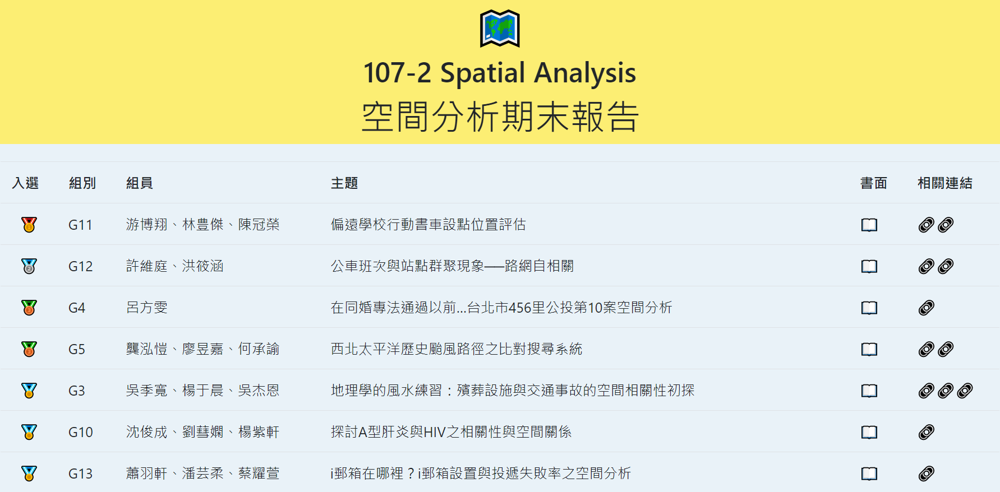 107-2 Spatial Analysis
空間分析期末報告
入選 組別 組員 主題 書面 相關連結
G11 游博翔、林豊傑、陳冠榮 偏遠學校行動書車設點位置評估
G12 許維庭、洪筱涵 公車班次與站點群聚現象──路網自相關
G4 呂方雯 在同婚專法通過以前...台北市456里公投第10案空間分析
G5 龔泓愷、廖昱嘉、何承諭 西北太平洋歷史颱風路徑之比對搜尋系統
G3 吳季寬、楊于晨、吳杰恩 地理學的風水練習：殯葬設施與交通事故的空間相關性初探
G10 沈俊成、劉彗嫻、楊紫軒 探討A型肝炎與HIV之相關性與空間關係
G13 蕭羽軒、潘芸柔、蔡耀萱 i郵箱在哪裡？i郵箱設置與投遞失敗率之空間分析